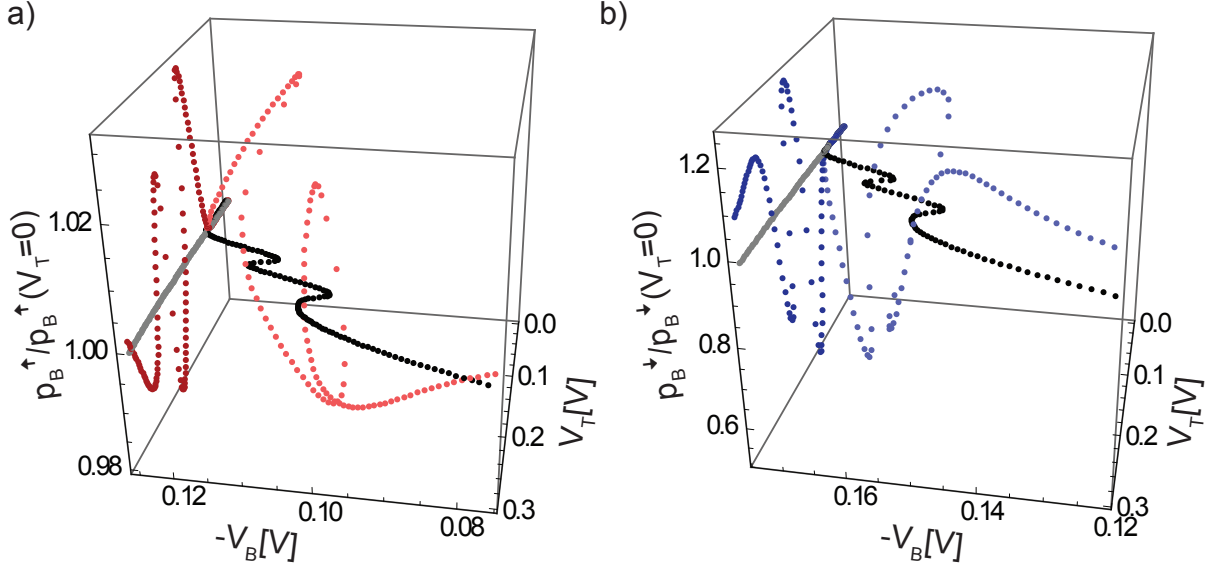 a)
p_B^↑/p_B^↑(V_T=0)
1.02
1.00
0.98
0.12
0.10
0.08
-V_B[V]
0.0
0.1
0.2
0.3
V_T[V]
b)
p_B^↓/p_B^↓(V_T=0)
1.2
1.0
0.8
0.6
0.16
0.14
0.12
-V_B[V]
0.0
0.1
0.2
0.3
V_T[V]